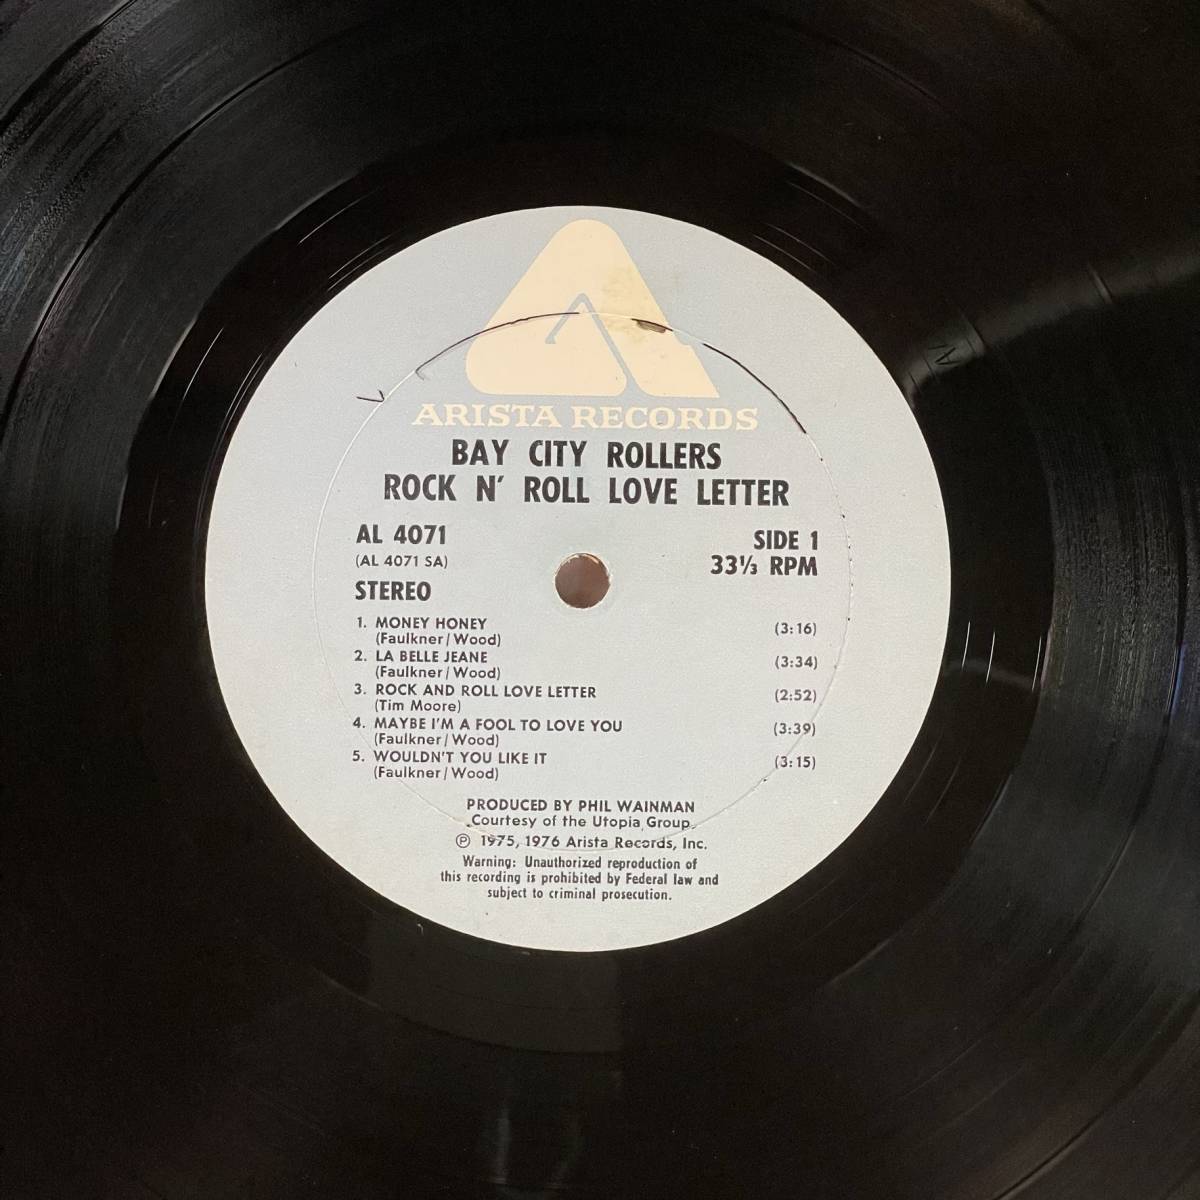 ARISTA RECORDS
BAY CITY ROLLERS
ROCK N' ROLL LOVE LETTER
AL 4071
(AL 4071 SA)
STEREO
SIDE 1
33⅓ RPM
1. MONEY HONEY (3:16)
(Faulkner/Wood)
2. LA BELLE JEANE (3:34)
(Faulkner/Wood)
3. ROCK AND ROLL LOVE LETTER (2:52)
(Tim Moore)
4. MAYBE I'M A FOOL TO LOVE YOU (3:39)
(Faulkner/Wood)
5. WOULDN'T YOU LIKE IT (3:15)
(Faulkner/Wood)
PRODUCED BY PHIL WAINMAN
Courtesy of the Utopia Group.
℗ 1975, 1976 Arista Records, Inc.
Warning: Unauthorized reproduction of
this recording is prohibited by Federal law and
subject to criminal prosecution.